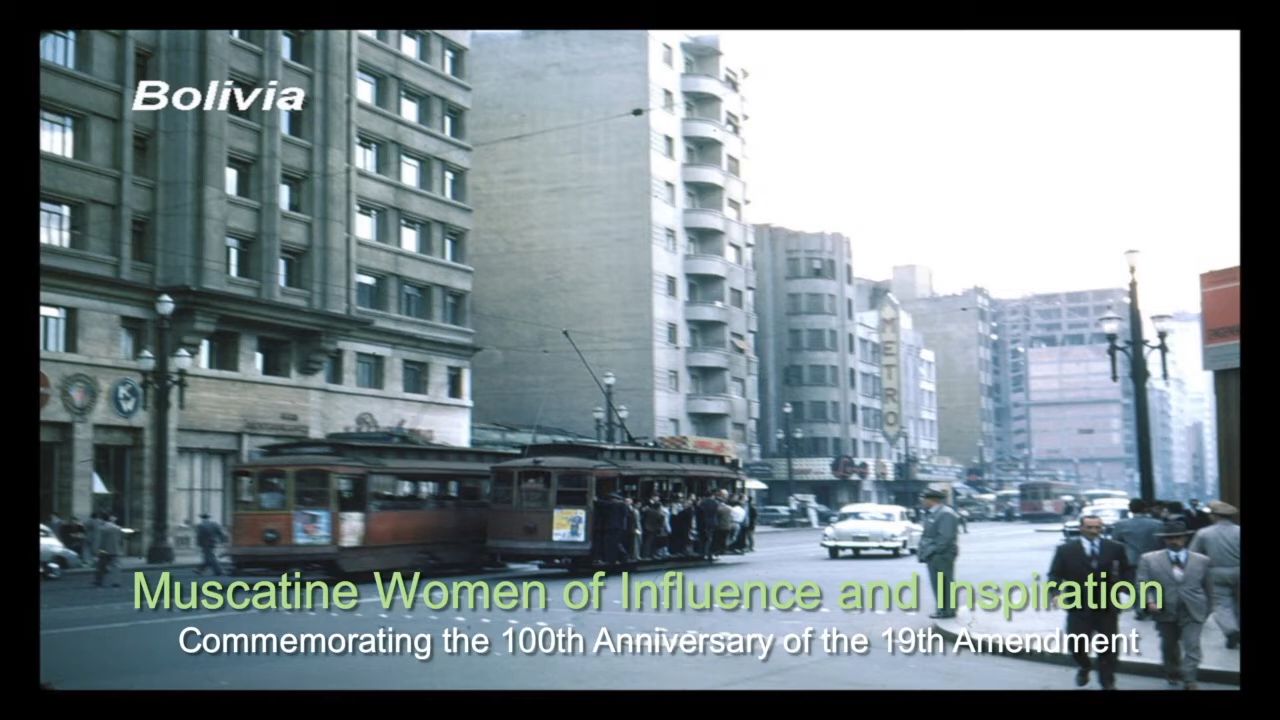 Bolivia
METRO
Muscatine Women of Influence and Inspiration
Commemorating the 100th Anniversary of the 19th Amendment